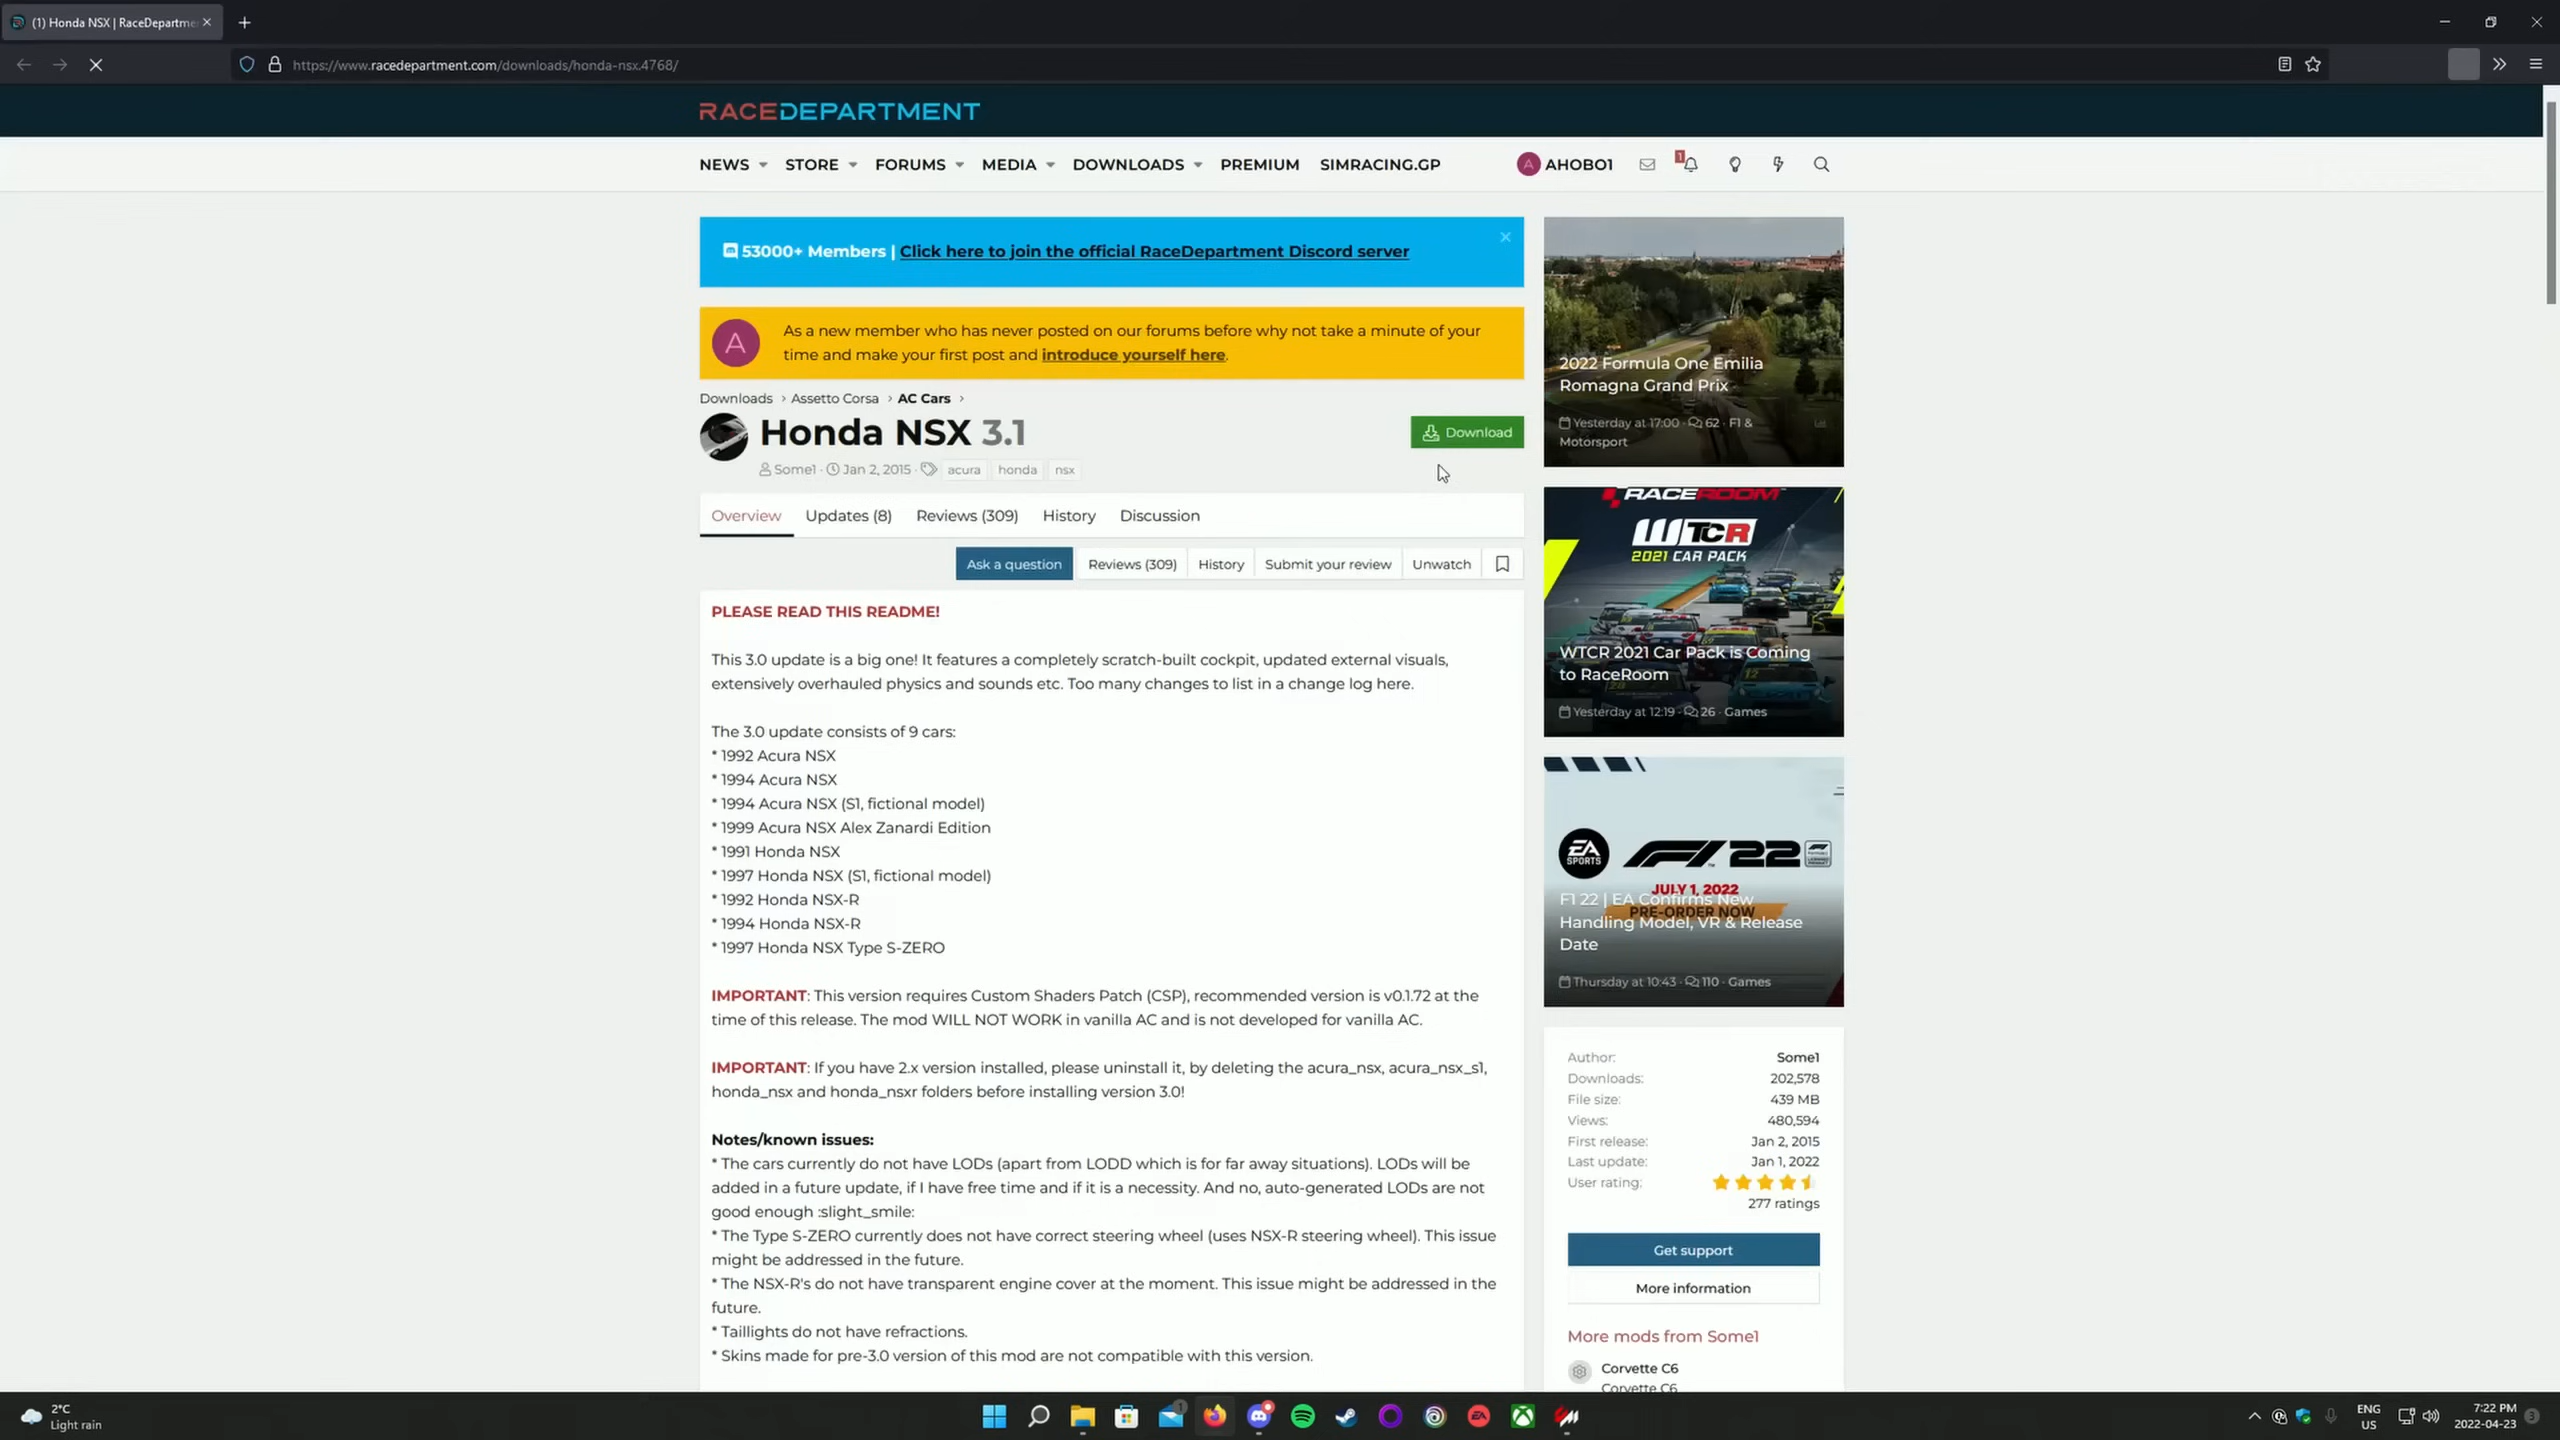 (1) Honda NSX | RaceDepartme
https://www.racedepartment.com/downloads/honda-nsx.4768/
RACEDEPARTMENT
NEWS STORE FORUMS MEDIA DOWNLOADS PREMIUM SIMRACING.GP A AHOBO1 1
53000+ Members | Click here to join the official RaceDepartment Discord server
A
As a new member who has never posted on our forums before why not take a minute of your
time and make your first post and introduce yourself here.
Downloads › Assetto Corsa › AC Cars ›
Honda NSX 3.1
Download
Some1 · Jan 2, 2015 · acura honda nsx
Overview Updates (8) Reviews (309) History Discussion
Ask a question Reviews (309) History Submit your review Unwatch
PLEASE READ THIS README!
This 3.0 update is a big one! It features a completely scratch-built cockpit, updated external visuals,
extensively overhauled physics and sounds etc. Too many changes to list in a change log here.
The 3.0 update consists of 9 cars:
* 1992 Acura NSX
* 1994 Acura NSX
* 1994 Acura NSX (S1, fictional model)
* 1999 Acura NSX Alex Zanardi Edition
* 1991 Honda NSX
* 1997 Honda NSX (S1, fictional model)
* 1992 Honda NSX-R
* 1994 Honda NSX-R
* 1997 Honda NSX Type S-ZERO
IMPORTANT: This version requires Custom Shaders Patch (CSP), recommended version is v0.1.72 at the
time of this release. The mod WILL NOT WORK in vanilla AC and is not developed for vanilla AC.
IMPORTANT: If you have 2.x version installed, please uninstall it, by deleting the acura_nsx, acura_nsx_s1,
honda_nsx and honda_nsxr folders before installing version 3.0!
Notes/known issues:
* The cars currently do not have LODs (apart from LODD which is for far away situations). LODs will be
added in a future update, if I have free time and if it is a necessity. And no, auto-generated LODs are not
good enough :slight_smile:
* The Type S-ZERO currently does not have correct steering wheel (uses NSX-R steering wheel). This issue
might be addressed in the future.
* The NSX-R's do not have transparent engine cover at the moment. This issue might be addressed in the
future.
* Taillights do not have refractions.
* Skins made for pre-3.0 version of this mod are not compatible with this version.
2022 Formula One Emilia
Romagna Grand Prix
Yesterday at 17:00 · 62 · F1 &
Motorsport
RACEROOM
WTCR
2021 CAR PACK
WTCR 2021 Car Pack is Coming
to RaceRoom
Yesterday at 12:19 · 26 · Games
EA
SPORTS
F1 22
JULY 1, 2022
PRE-ORDER NOW
F1 22 | EA Confirms New
Handling Model, VR & Release
Date
Thursday at 10:43 · 110 · Games
Author: Some1
Downloads: 202,578
File size: 439 MB
Views: 480,594
First release: Jan 2, 2015
Last update: Jan 1, 2022
User rating:
277 ratings
Get support
More information
More mods from Some1
Corvette C6
Corvette C6
2°C
Light rain
1
EA
ENG
US
7:22 PM
2022-04-23
3